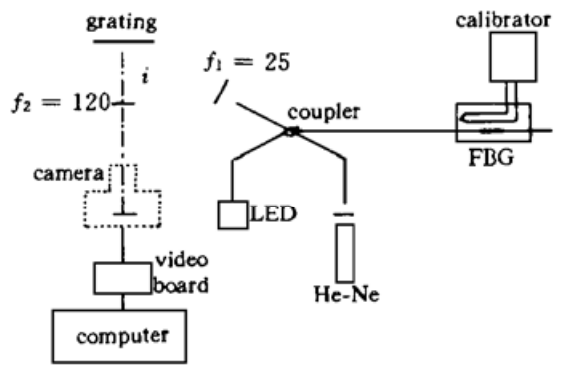 grating
calibrator
i
f₁ = 25
f₂ = 120
coupler
FBG
camera
LED
video
board
He-Ne
computer